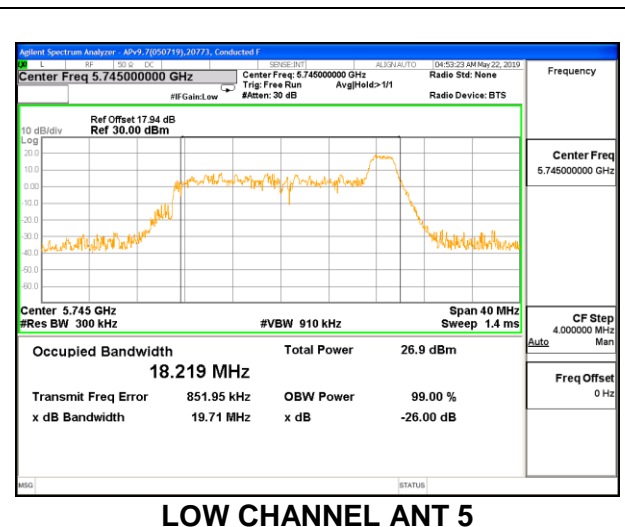 Agilent Spectrum Analyzer - APv9.7(050719),20773, Conducted F
L RF 50 Ω DC SENSE:INT ALIGN AUTO 04:53:23 AM May 22, 2019
Center Freq 5.745000000 GHz Center Freq: 5.745000000 GHz Radio Std: None
Trig: Free Run Avg|Hold:>1/1
#IFGain:Low #Atten: 30 dB Radio Device: BTS
Frequency
Ref Offset 17.94 dB
10 dB/div Ref 30.00 dBm
Log
20.0
10.0
0.00
-10.0
-20.0
-30.0
-40.0
-50.0
-60.0
Center Freq
5.745000000 GHz
Center 5.745 GHz Span 40 MHz
#Res BW 300 kHz #VBW 910 kHz Sweep 1.4 ms
CF Step
4.000000 MHz
Auto Man
Occupied Bandwidth Total Power 26.9 dBm
18.219 MHz
Freq Offset
0 Hz
Transmit Freq Error 851.95 kHz OBW Power 99.00 %
x dB Bandwidth 19.71 MHz x dB -26.00 dB
MSG STATUS
LOW CHANNEL ANT 5